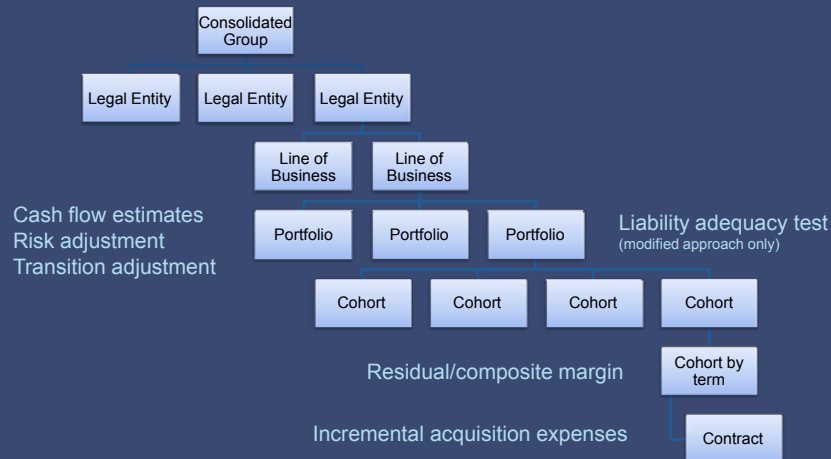 Consolidated
Group
Legal Entity
Legal Entity
Legal Entity
Line of
Business
Line of
Business
Cash flow estimates
Risk adjustment
Transition adjustment
Portfolio
Portfolio
Portfolio
Liability adequacy test
(modified approach only)
Cohort
Cohort
Cohort
Cohort
Residual/composite margin
Cohort by
term
Incremental acquisition expenses
Contract